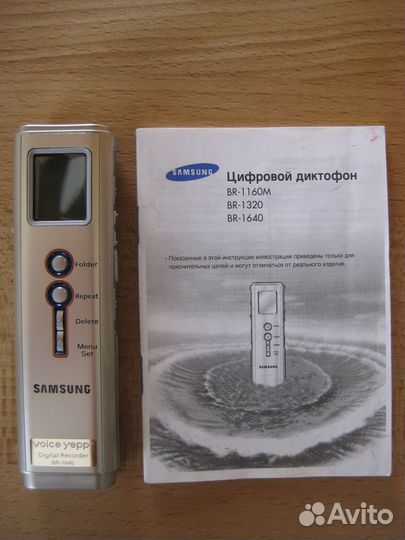 Folder
Repeat
Delete
Menu
Set
SAMSUNG
voice yepp
Digital Recorder
BR-1640
SAMSUNG
Цифровой диктофон
BR-1160M
BR-1320
BR-1640
• Показанные в этой инструкции иллюстрации приведены только для
пояснительных целей и могут отличаться от реального изделия.
SAMSUNG
Avito